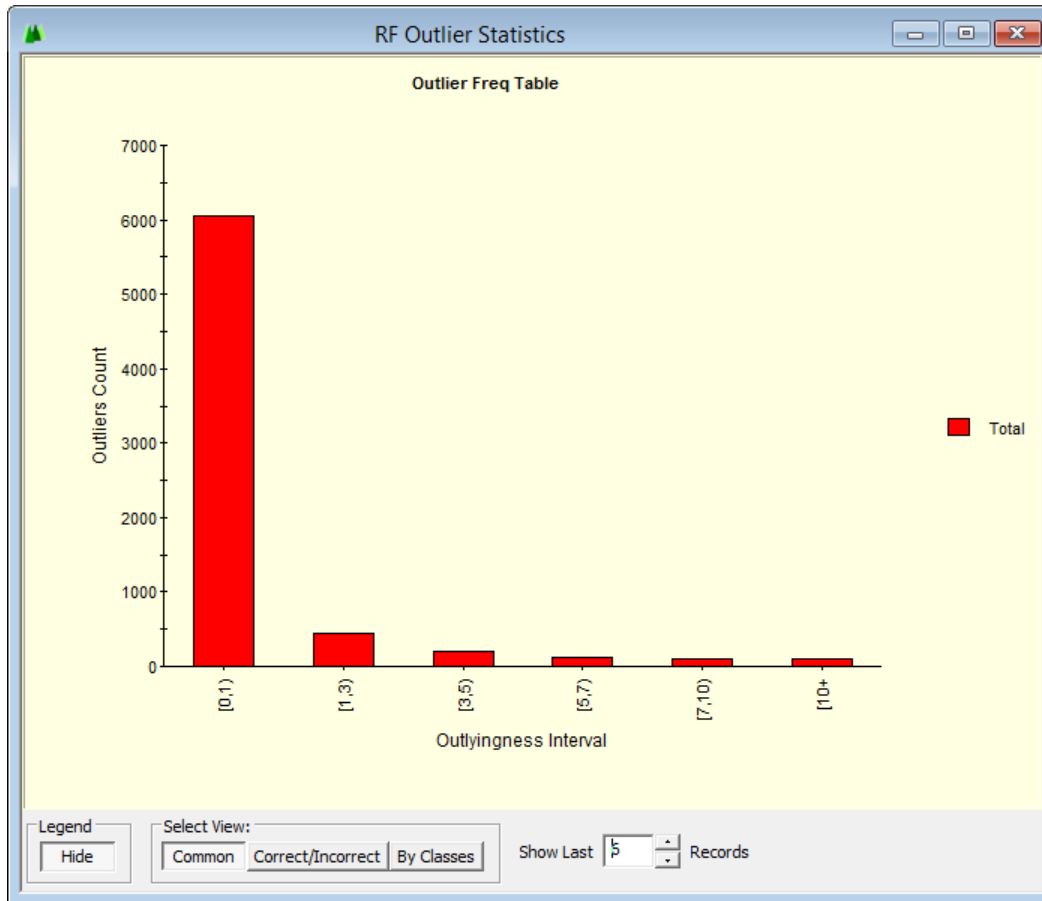 RF Outlier Statistics
Outlier Freq Table
7000
6000
5000
4000
3000
2000
1000
0
Outliers Count
[0,1)
[1,3)
[3,5)
[5,7)
[7,10)
[10+
Outlyingness Interval
Total
Legend
Hide
Select View:
Common Correct/Incorrect By Classes
Show Last 5 Records